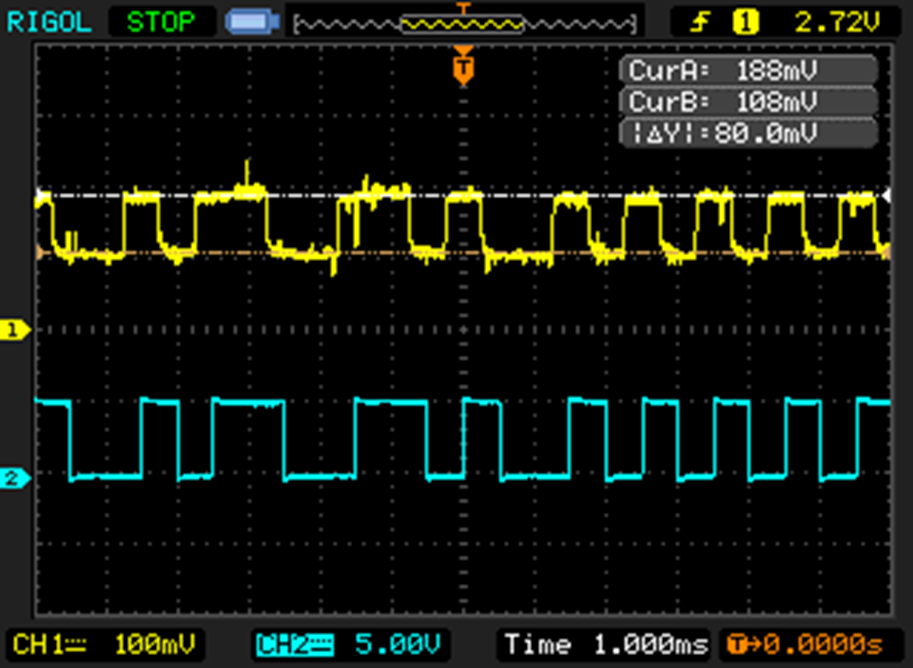 RIGOL STOP T 1 2.72V
T
CurA: 188mV
CurB: 108mV
|ΔY|:80.0mV
1
2
CH1 100mV CH2 5.00V Time 1.000ms T→0.0000s